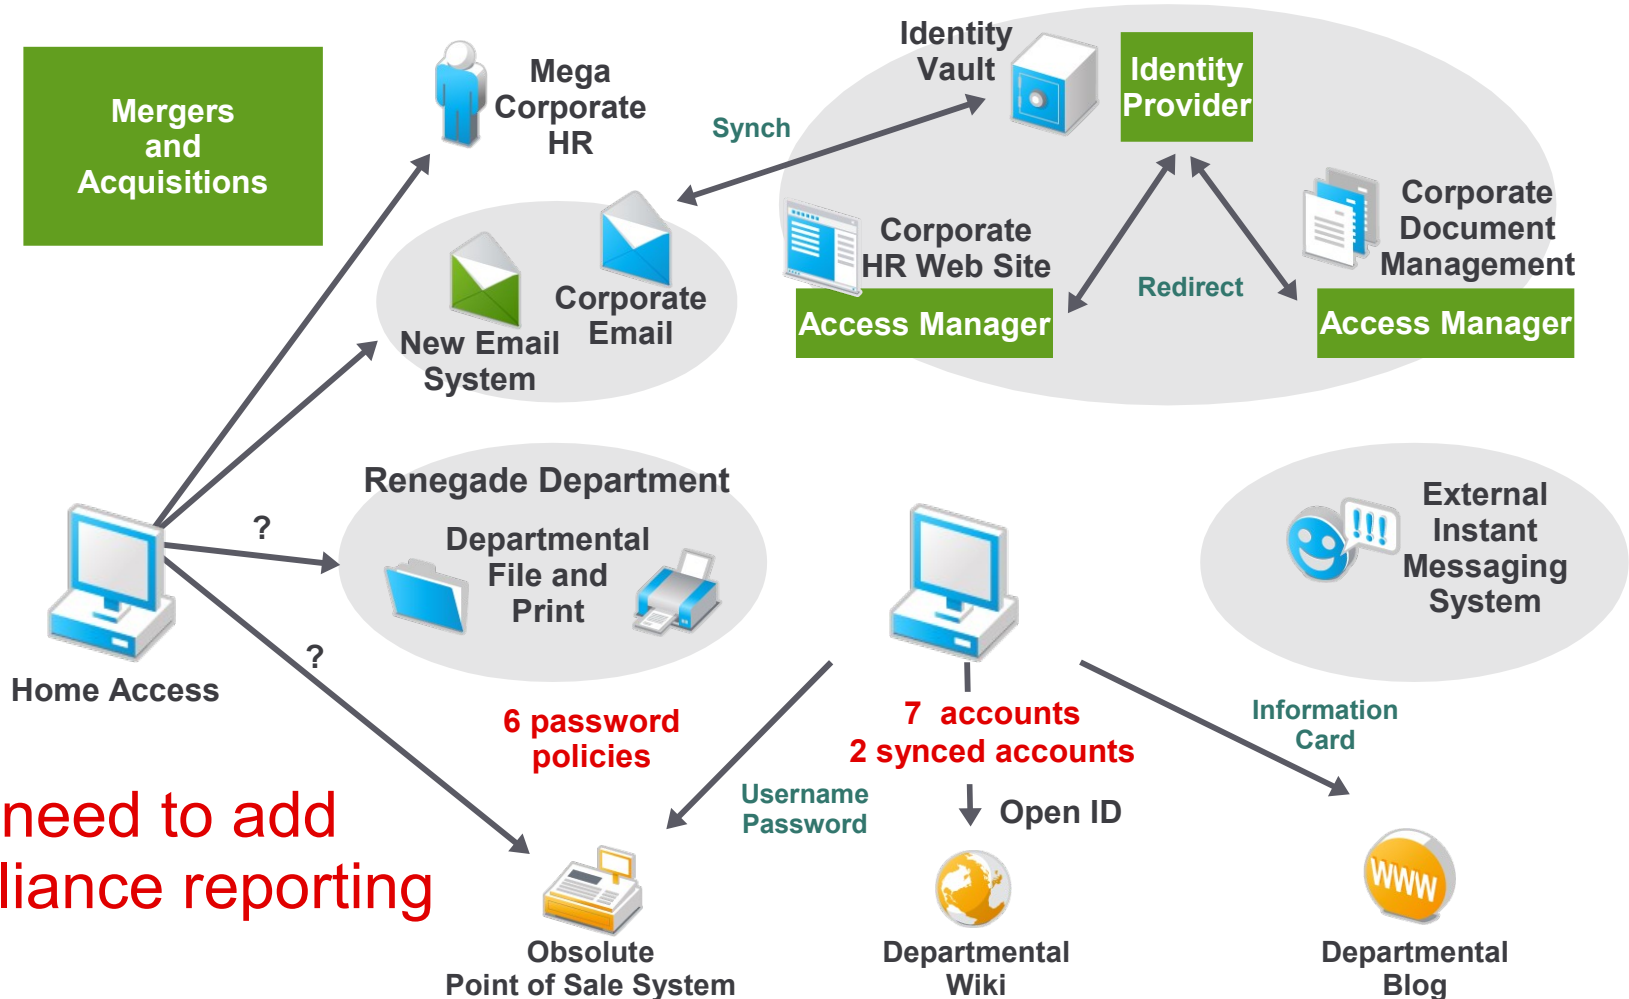 Mergers
and
Acquisitions
Mega
Corporate
HR
Identity
Vault
Identity
Provider
Synch
Corporate
HR Web Site
Access Manager
Redirect
Corporate
Document
Management
Access Manager
Corporate
Email
New Email
System
Renegade Department
Departmental
File and
Print
?
?
Home Access
External
Instant
Messaging
System
!!!
6 password
policies
7 accounts
2 synced accounts
Information
Card
Username
Password
Open ID
need to add
liance reporting
WWW
Obsolute
Point of Sale System
Departmental
Wiki
Departmental
Blog